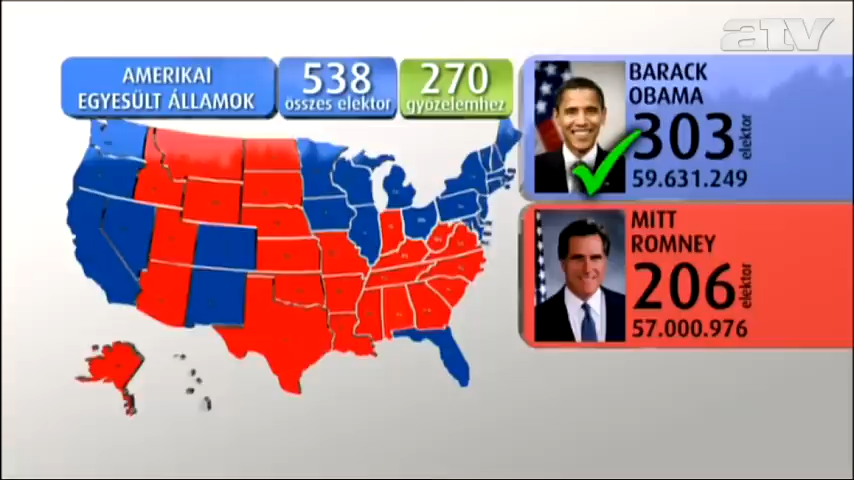 atv
AMERIKAI
EGYESÜLT ÁLLAMOK
538
összes elektor
270
győzelemhez
BARACK
OBAMA
303
elektor
59.631.249
MITT
ROMNEY
206
elektor
57.000.976